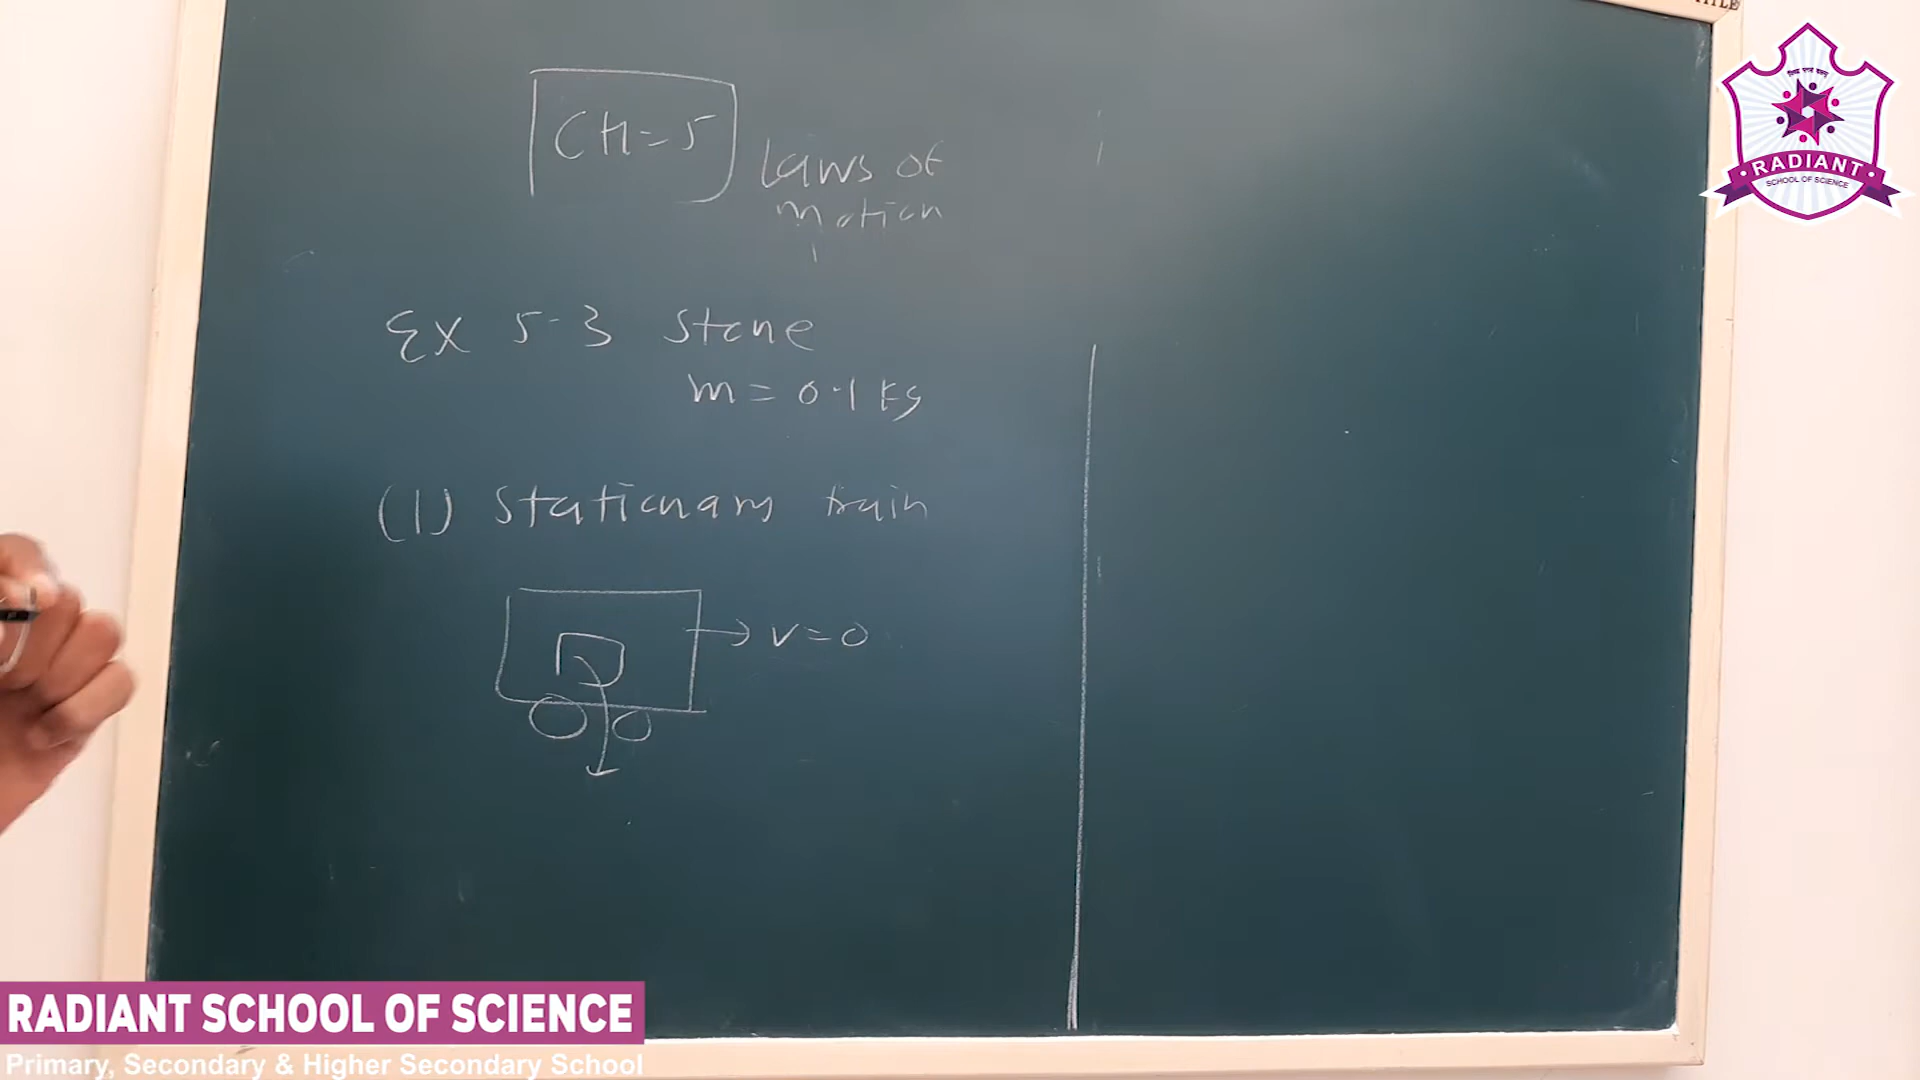 TITLE
CH=5
Laws of
motion
Ex 5.3 Stone
m = 0.1 kg
(1) Stationary train
v=0
RADIANT
SCHOOL OF SCIENCE
RADIANT SCHOOL OF SCIENCE
Primary, Secondary & Higher Secondary School